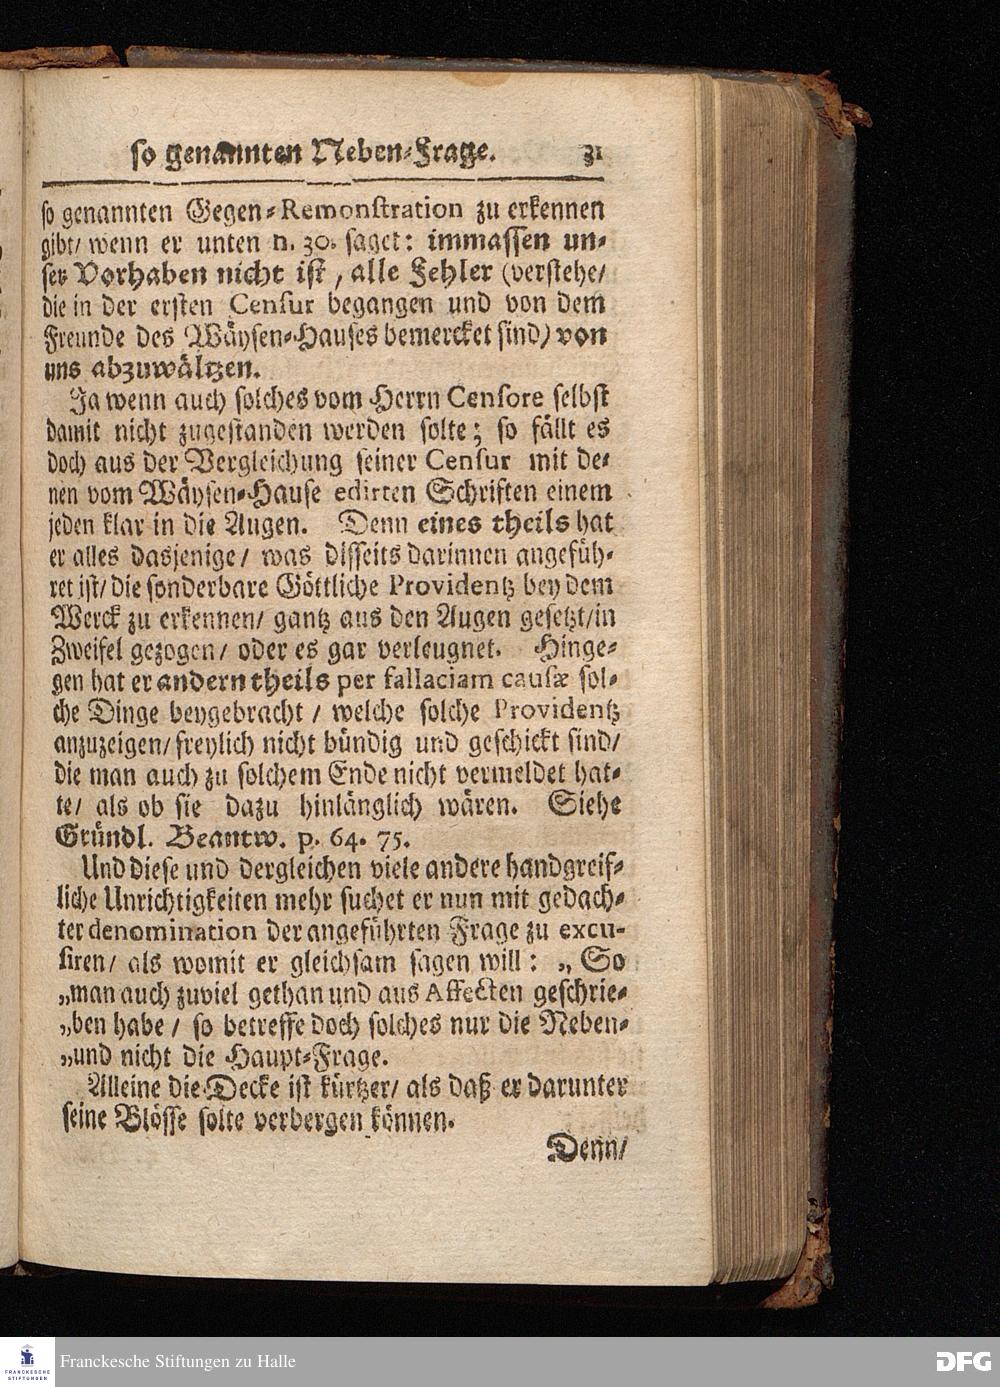 so genannten Neben-Frage. 31
so genannten Gegen-Remonstration zu erkennen
gibt/ wenn er unten n. 30. saget: immassen un-
ser Vorhaben nicht ist, alle Fehler (verstehe/
die in der ersten Censur begangen und von dem
Freunde des Wäysen-Hauses bemercket sind) von
uns abzuwältzen.
Ja wenn auch solches vom Herrn Censore selbst
damit nicht zugestanden werden solte; so fällt es
doch aus der Vergleichung seiner Censur mit de-
nen vom Wäysen-Hause edirten Schriften einem
jeden klar in die Augen. Denn eines theils hat
er alles dasjenige/ was disseits darinnen angefüh-
ret ist/ die sonderbare Göttliche Providentz bey dem
Werck zu erkennen/ gantz aus den Augen gesetzt/ in
Zweifel gezogen/ oder es gar verleugnet. Hinge-
gen hat er andern theils per fallaciam causæ sol-
che Dinge beygebracht/ welche solche Providentz
anzuzeigen/ freylich nicht bündig und geschickt sind/
die man auch zu solchem Ende nicht vermeldet hat-
te/ als ob sie dazu hinlänglich wären. Siehe
Gründl. Beantw. p. 64. 75.
Und diese und dergleichen viele andere handgreif-
liche Unrichtigkeiten mehr suchet er nun mit gedach-
ter denomination der angeführten Frage zu excu-
siren/ als womit er gleichsam sagen will: „So
„man auch zuviel gethan und aus Affecten geschrie-
„ben habe/ so betreffe doch solches nur die Neben-
„und nicht die Haupt-Frage.
Alleine die Decke ist kürtzer/ als daß er darunter
seine Blösse solte verbergen können.
Denn/
FRANCKESCHE
STIFTUNGEN
Franckesche Stiftungen zu Halle
DFG